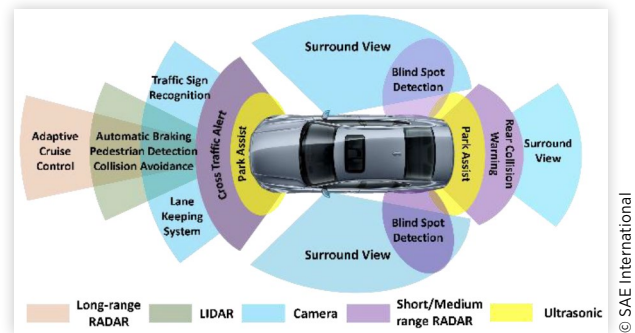 Surround View
Blind Spot
Detection
Traffic Sign
Recognition
Adaptive
Cruise
Control
Automatic Braking
Pedestrian Detection
Collision Avoidance
Cross Traffic Alert
Park Assist
Park Assist
Rear Collision
Warning
Surround
View
Lane
Keeping
System
Blind Spot
Detection
Surround View
Long-range
RADAR
LIDAR
Camera
Short/Medium
range RADAR
Ultrasonic
© SAE International